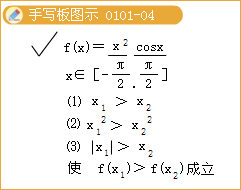 手写板图示 0101-04
f(x)= x² cosx
x∈ [-π/2 . π/2]
(1) x₁ > x₂
(2) x₁² > x₂²
(3) |x₁| > x₂
使 f(x₁)>f(x₂)成立